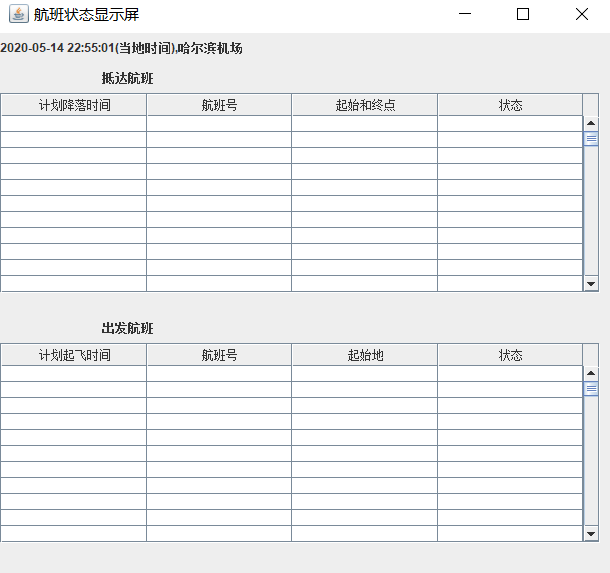 航班状态显示屏
2020-05-14 22:55:01(当地时间),哈尔滨机场
抵达航班
计划降落时间 航班号 起始和终点 状态
出发航班
计划起飞时间 航班号 起始地 状态